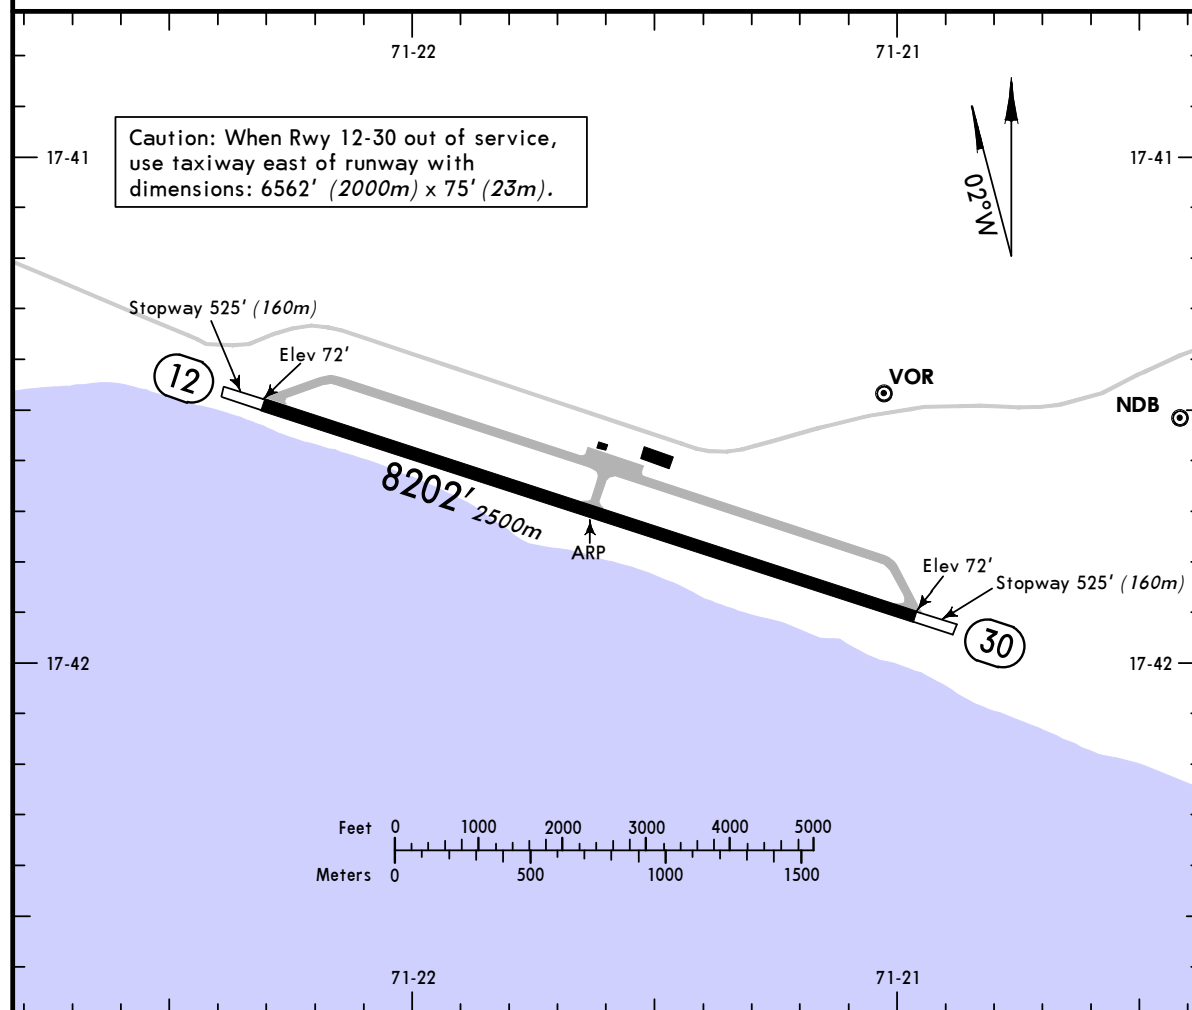 71-22
71-21
Caution: When Rwy 12-30 out of service,
use taxiway east of runway with
dimensions: 6562' (2000m) x 75' (23m).
17-41
17-41
02°W
Stopway 525' (160m)
Elev 72'
12
VOR
NDB
8202' 2500m
ARP
Elev 72'
Stopway 525' (160m)
30
17-42
17-42
Feet 0 1000 2000 3000 4000 5000
Meters 0 500 1000 1500
71-22
71-21